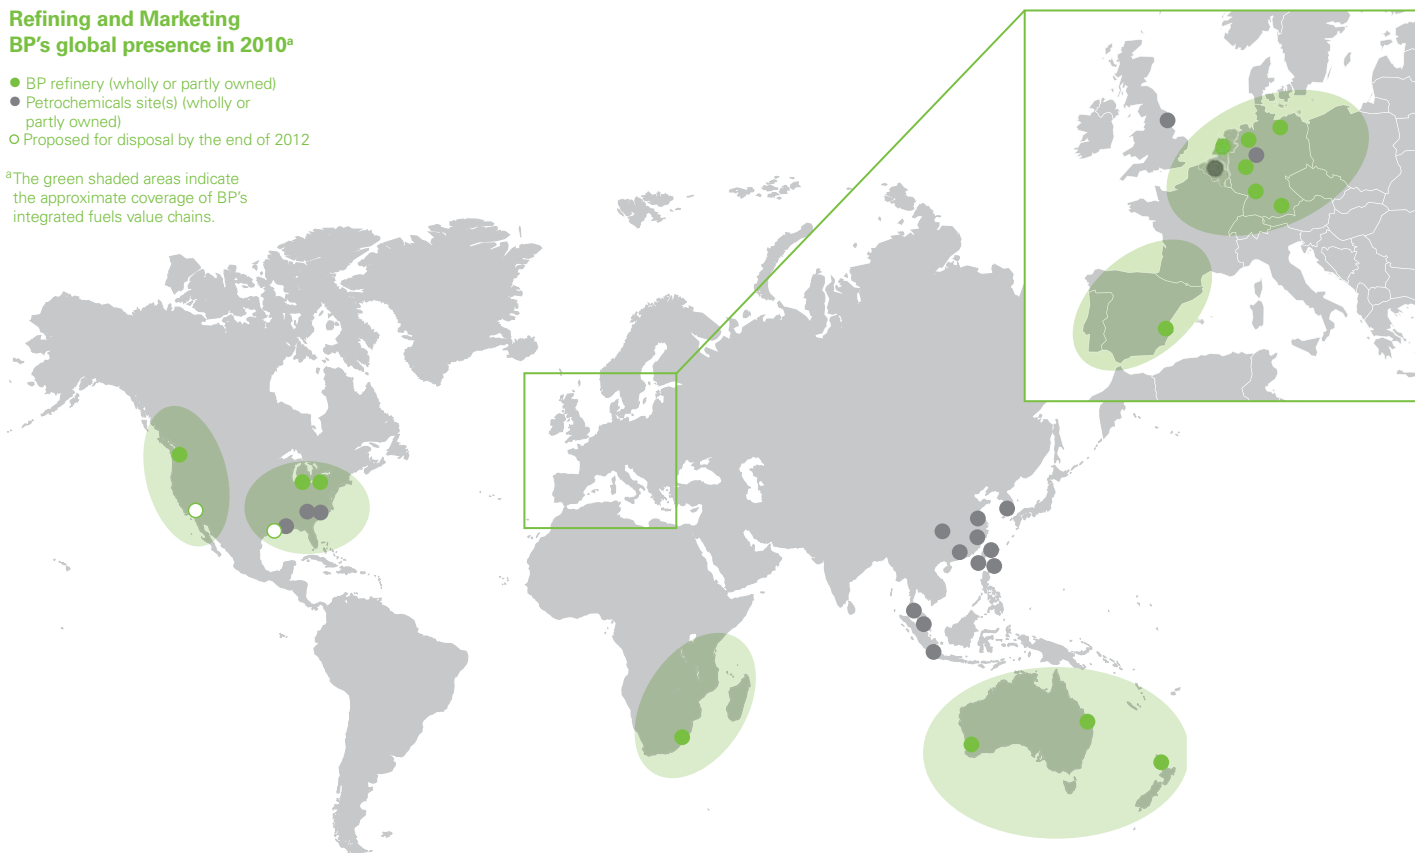 Refining and Marketing
BP’s global presence in 2010ª
BP refinery (wholly or partly owned)
Petrochemicals site(s) (wholly or
partly owned)
Proposed for disposal by the end of 2012
ªThe green shaded areas indicate
the approximate coverage of BP’s
integrated fuels value chains.